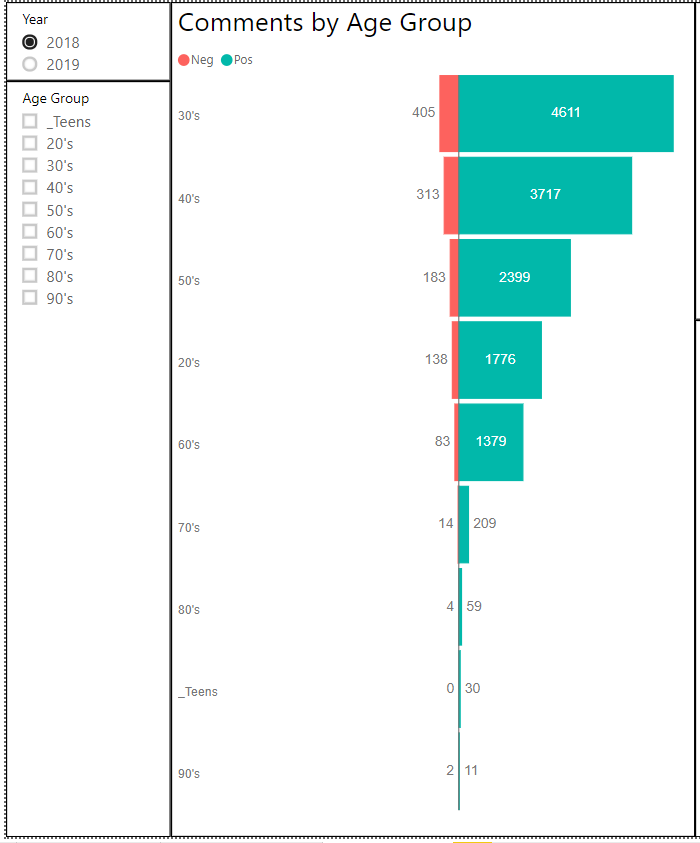 Year
2018
2019
Age Group
_Teens
20's
30's
40's
50's
60's
70's
80's
90's
Comments by Age Group
Neg Pos
30's 405 4611
40's 313 3717
50's 183 2399
20's 138 1776
60's 83 1379
70's 14 209
80's 4 59
_Teens 0 30
90's 2 11